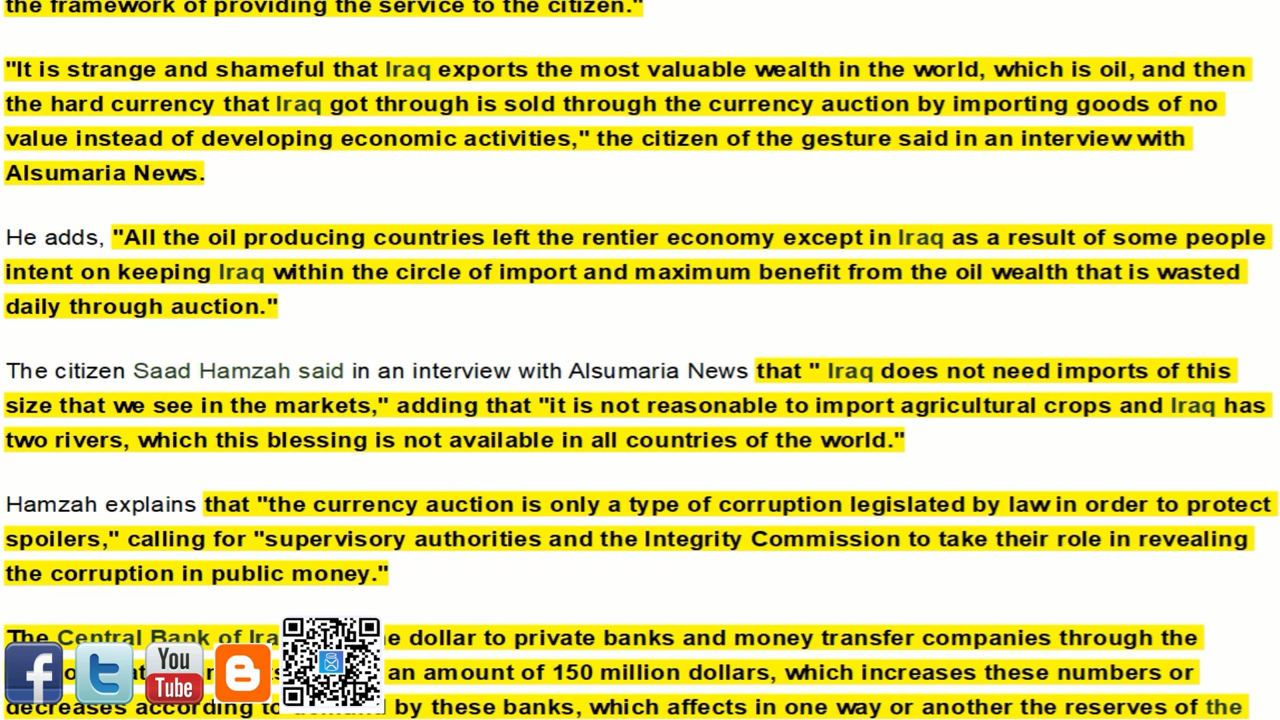 the framework of providing the service to the citizen."
"It is strange and shameful that Iraq exports the most valuable wealth in the world, which is oil, and then
the hard currency that Iraq got through is sold through the currency auction by importing goods of no
value instead of developing economic activities," the citizen of the gesture said in an interview with
Alsumaria News.
He adds, "All the oil producing countries left the rentier economy except in Iraq as a result of some people
intent on keeping Iraq within the circle of import and maximum benefit from the oil wealth that is wasted
daily through auction."
The citizen Saad Hamzah said in an interview with Alsumaria News that " Iraq does not need imports of this
size that we see in the markets," adding that "it is not reasonable to import agricultural crops and Iraq has
two rivers, which this blessing is not available in all countries of the world."
Hamzah explains that "the currency auction is only a type of corruption legislated by law in order to protect
spoilers," calling for "supervisory authorities and the Integrity Commission to take their role in revealing
the corruption in public money."
The Central Bank of dollar to private banks and money transfer companies through the
an amount of 150 million dollars, which increases these numbers or
decreases according to demand by these banks, which affects in one way or another the reserves of the
You
Tube